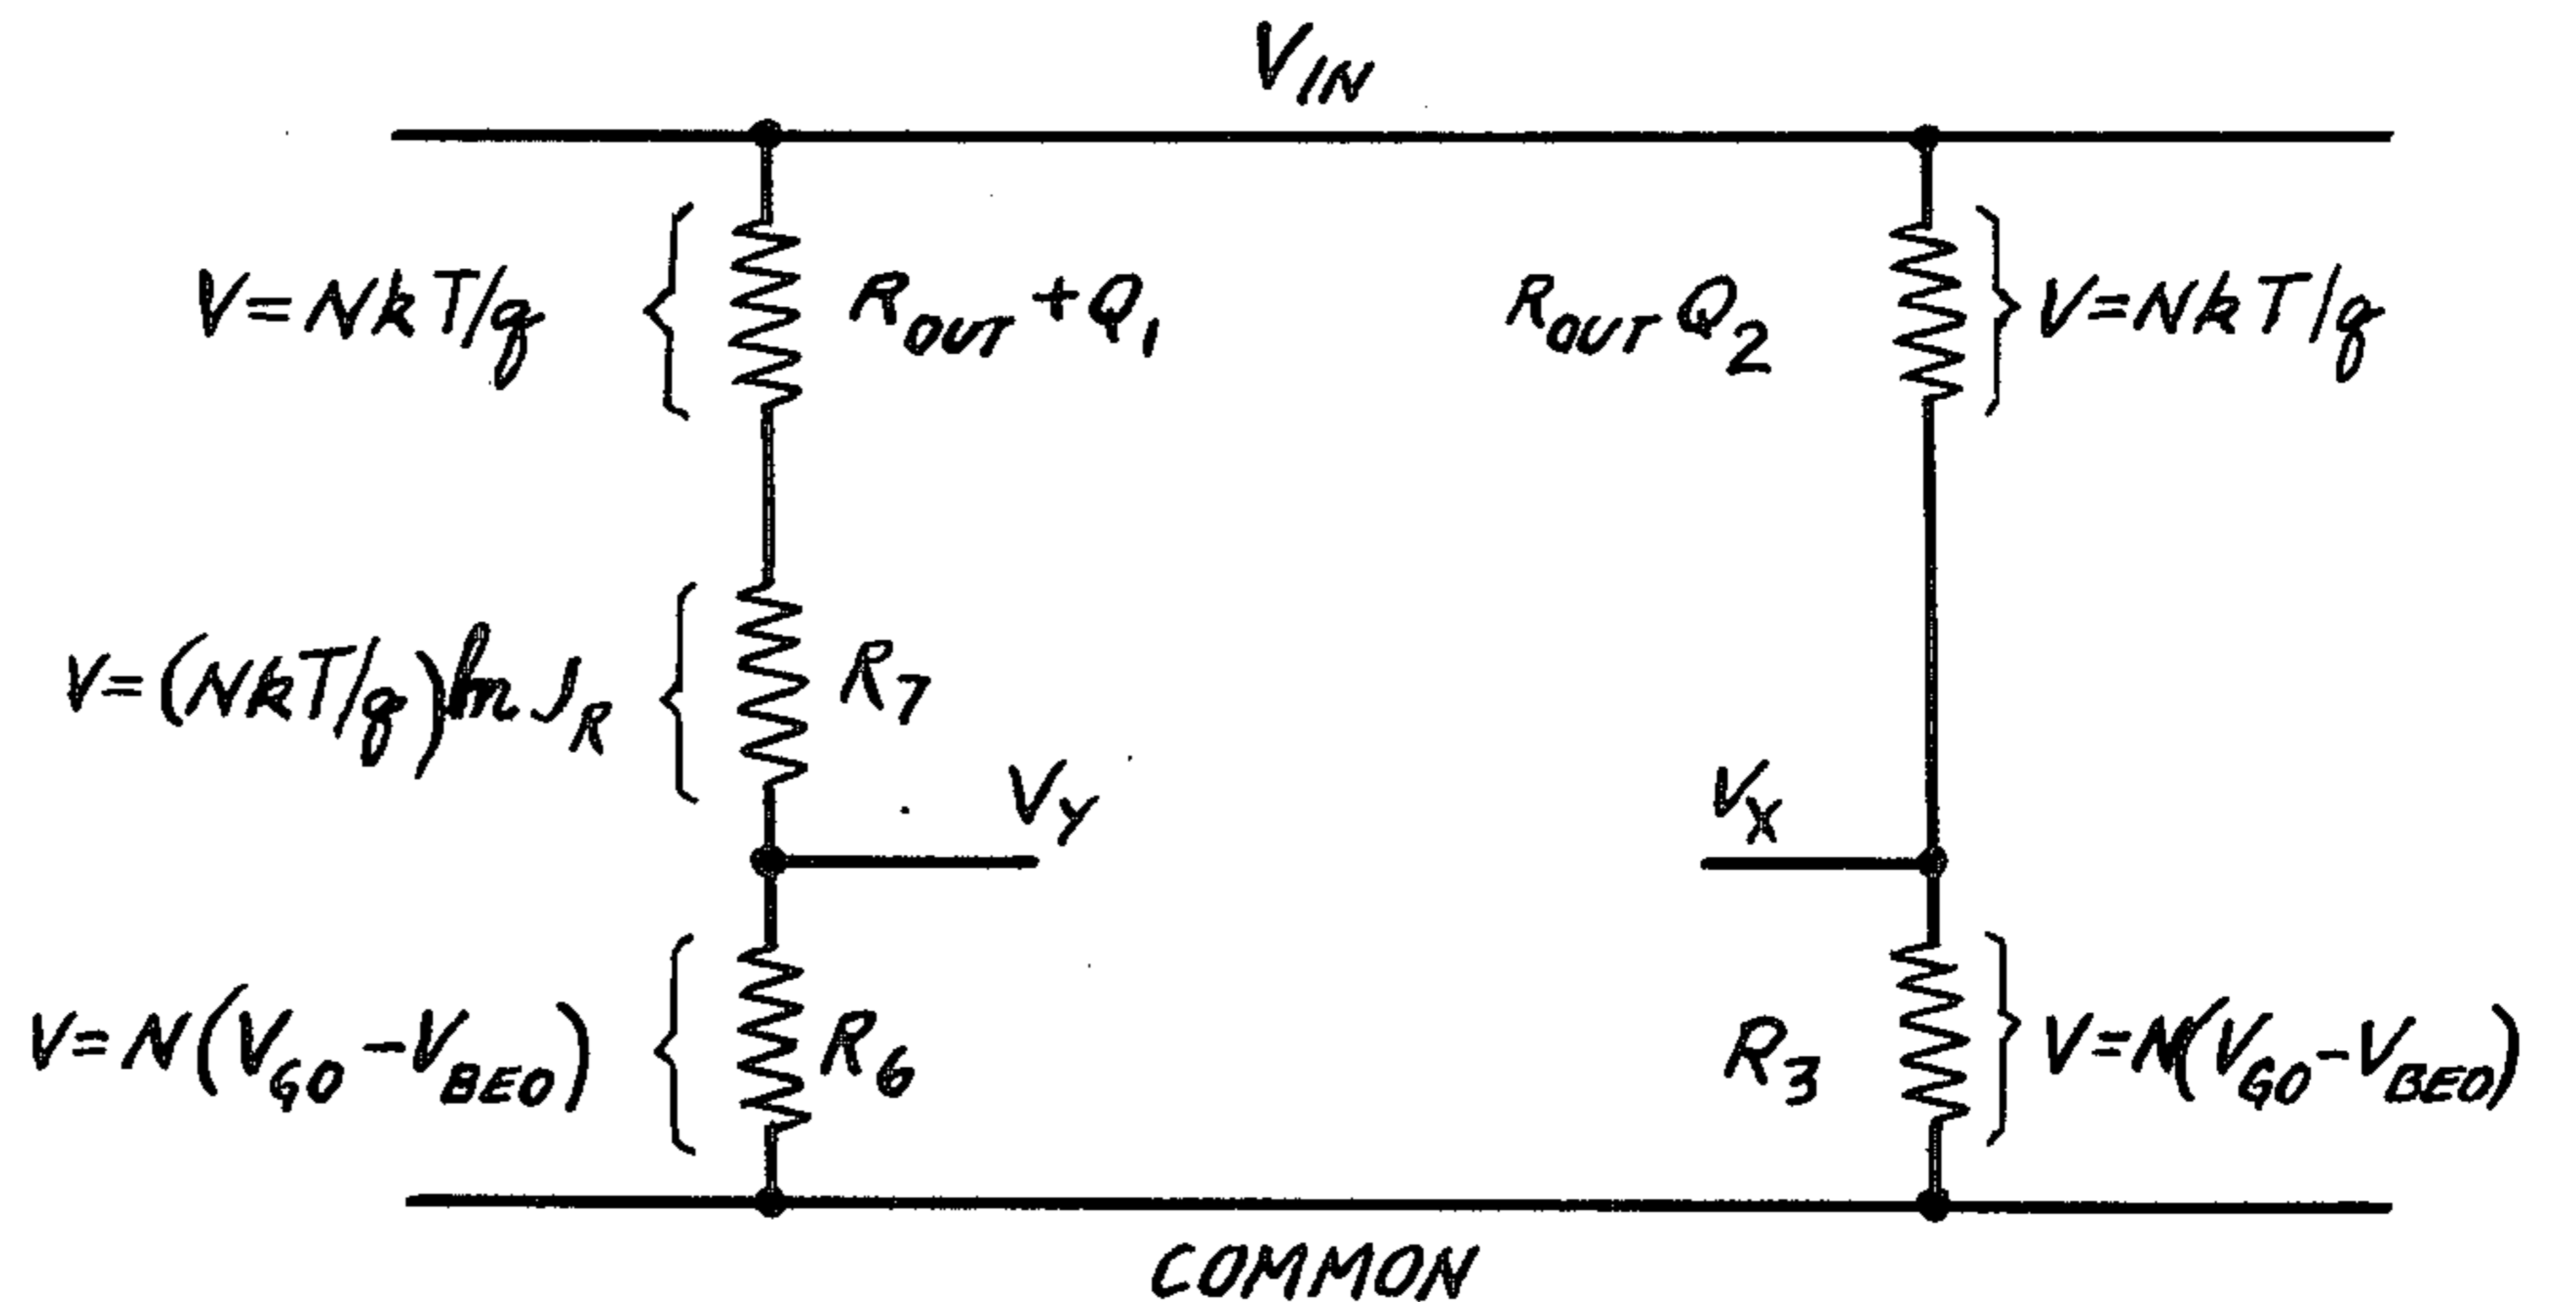 V_IN
V=NkT/q
R_OUT + Q_1
R_OUT Q_2
V=NkT/q
V=(NkT/q) ln J_R
R_7
V_Y
V_X
V=N(V_GO-V_BEO)
R_6
R_3
V=N(V_GO-V_BEO)
COMMON